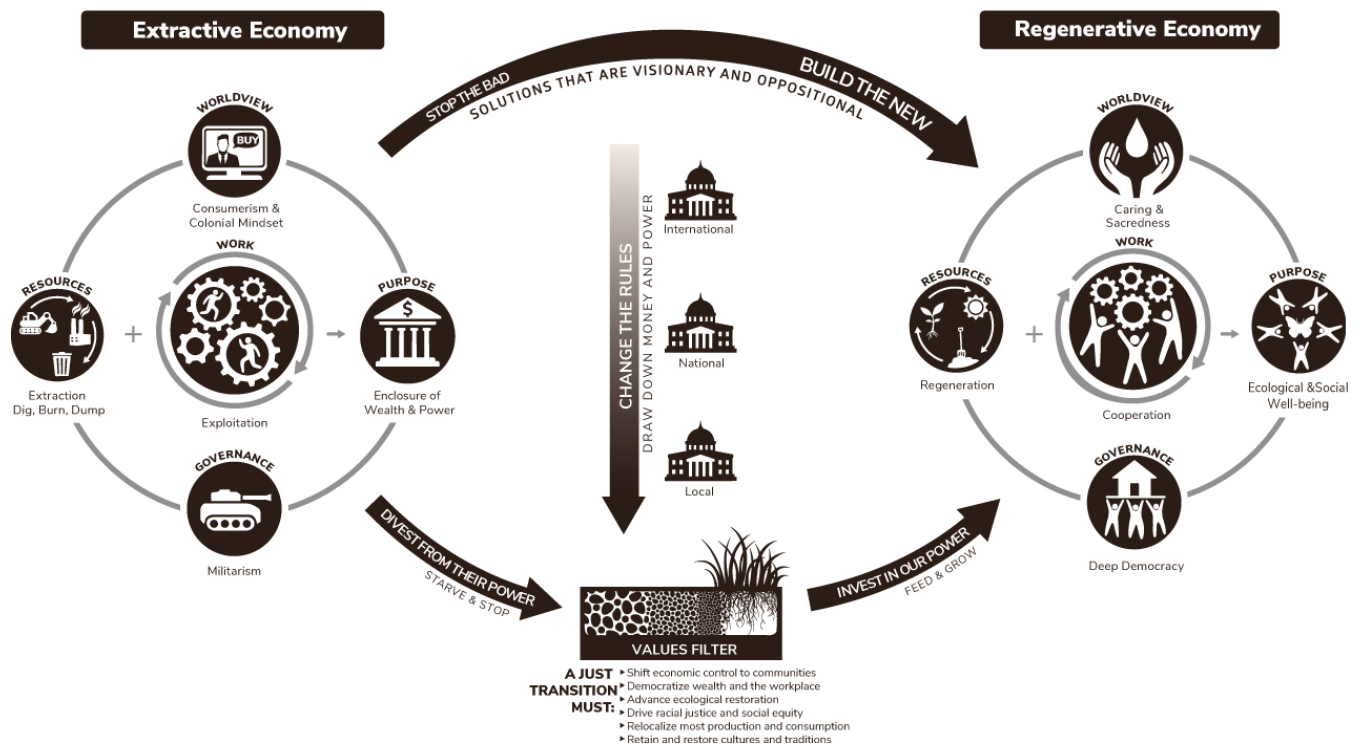 Extractive Economy
WORLDVIEW
BUY
Consumerism &
Colonial Mindset
RESOURCES
Extraction
Dig, Burn, Dump
WORK
Exploitation
PURPOSE
$
Enclosure of
Wealth & Power
GOVERNANCE
Militarism
STOP THE BAD
BUILD THE NEW
SOLUTIONS THAT ARE VISIONARY AND OPPOSITIONAL
CHANGE THE RULES
DRAW DOWN MONEY AND POWER
International
National
Local
DIVEST FROM THEIR POWER
STARVE & STOP
INVEST IN OUR POWER
FEED & GROW
VALUES FILTER
A JUST
TRANSITION
MUST:
Shift economic control to communities
Democratize wealth and the workplace
Advance ecological restoration
Drive racial justice and social equity
Relocalize most production and consumption
Retain and restore cultures and traditions
Regenerative Economy
WORLDVIEW
Caring &
Sacredness
RESOURCES
Regeneration
WORK
Cooperation
PURPOSE
Ecological &Social
Well-being
GOVERNANCE
Deep Democracy